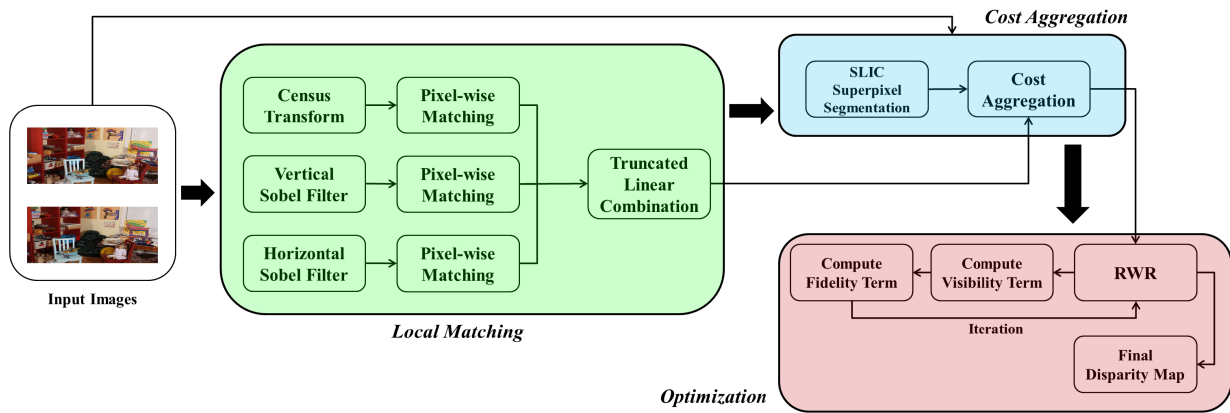 Cost Aggregation
Input Images
Census
Transform
Pixel-wise
Matching
Vertical
Sobel Filter
Pixel-wise
Matching
Horizontal
Sobel Filter
Pixel-wise
Matching
Truncated
Linear
Combination
Local Matching
SLIC
Superpixel
Segmentation
Cost
Aggregation
Compute
Fidelity Term
Compute
Visibility Term
RWR
Iteration
Final
Disparity Map
Optimization